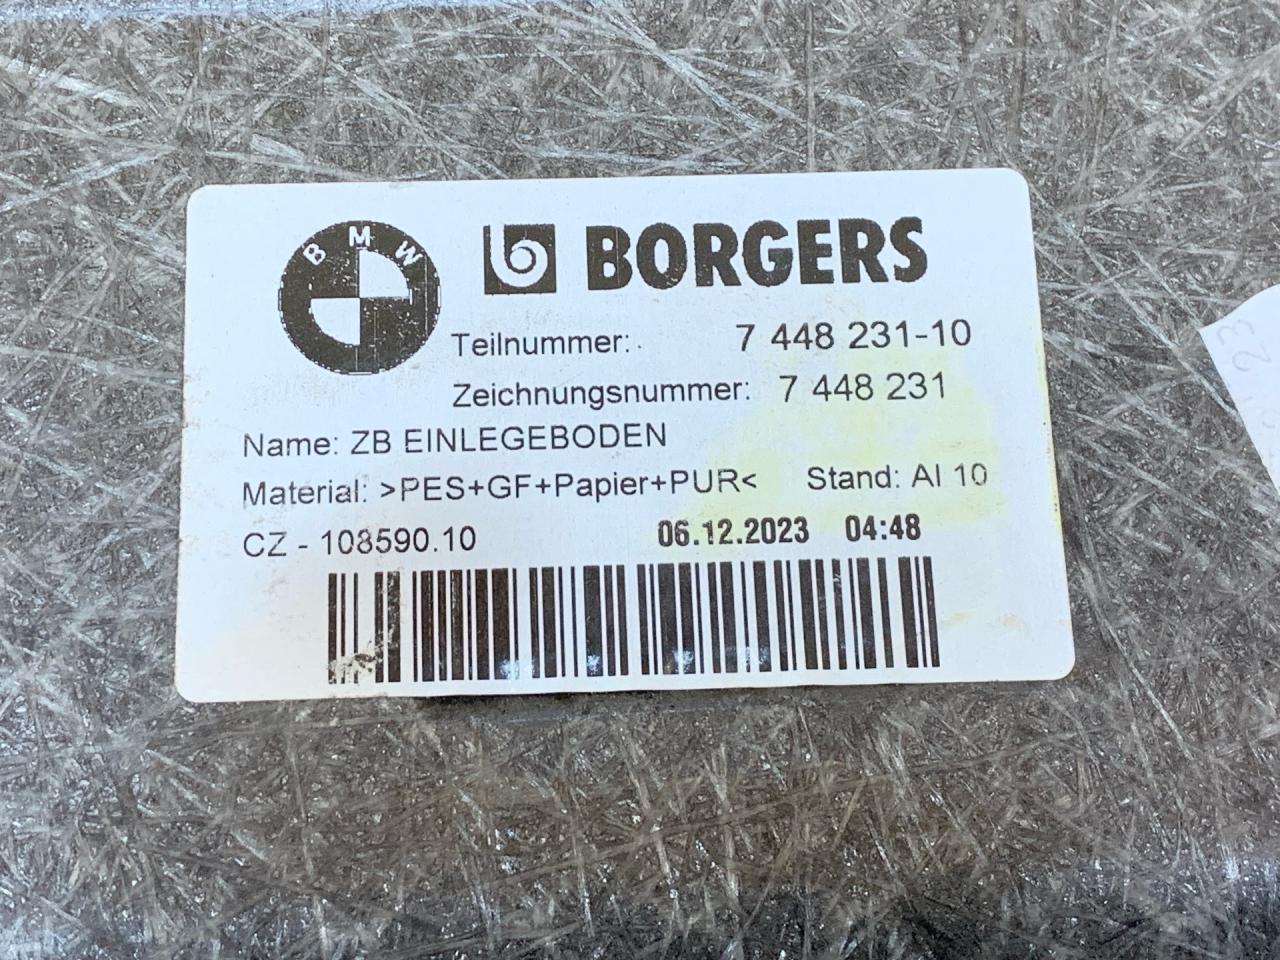 BMW BORGERS
Teilnummer: 7 448 231-10
Zeichnungsnummer: 7 448 231
Name: ZB EINLEGEBODEN
Material: >PES+GF+Papier+PUR< Stand: AI 10
CZ - 108590.10 06.12.2023 04:48